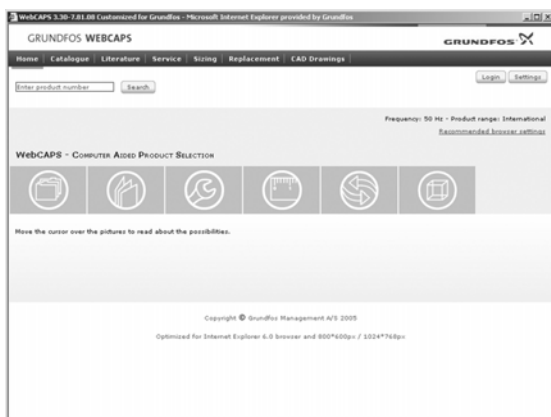 WebCAPS 3.30-7.81.08 Customized for Grundfos - Microsoft Internet Explorer provided by Grundfos
GRUNDFOS WEBCAPS
GRUNDFOS
Home Catalogue Literature Service Sizing Replacement CAD Drawings
Login Settings
Enter product number Search
Frequency: 50 Hz - Product range: International
Recommended browser settings
WEBCAPS - COMPUTER AIDED PRODUCT SELECTION
Move the cursor over the pictures to read about the possibilities.
Copyright © Grundfos Management A/S 2005
Optimized for Internet Explorer 6.0 browser and 800*600px / 1024*768px